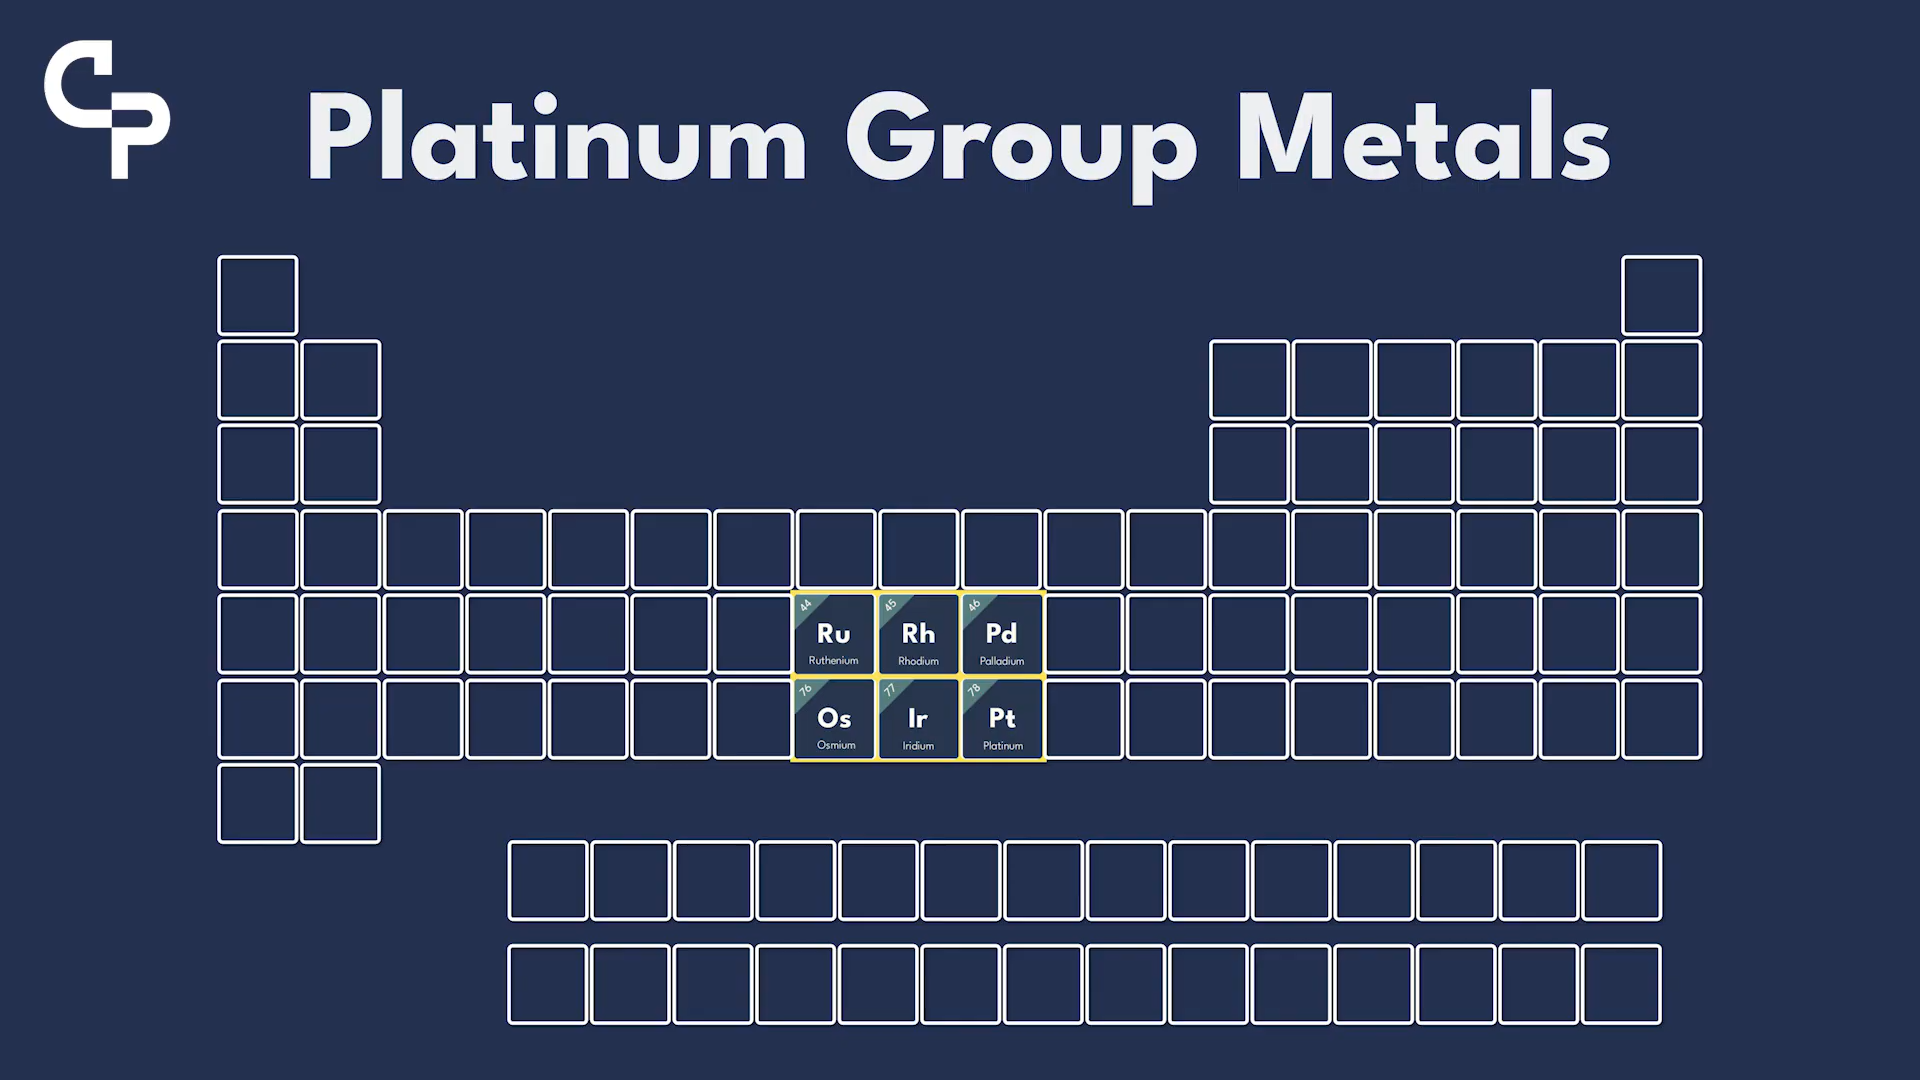 CP
Platinum Group Metals
44 45 46
Ru Rh Pd
Ruthenium Rhodium Palladium
76 77 78
Os Ir Pt
Osmium Iridium Platinum